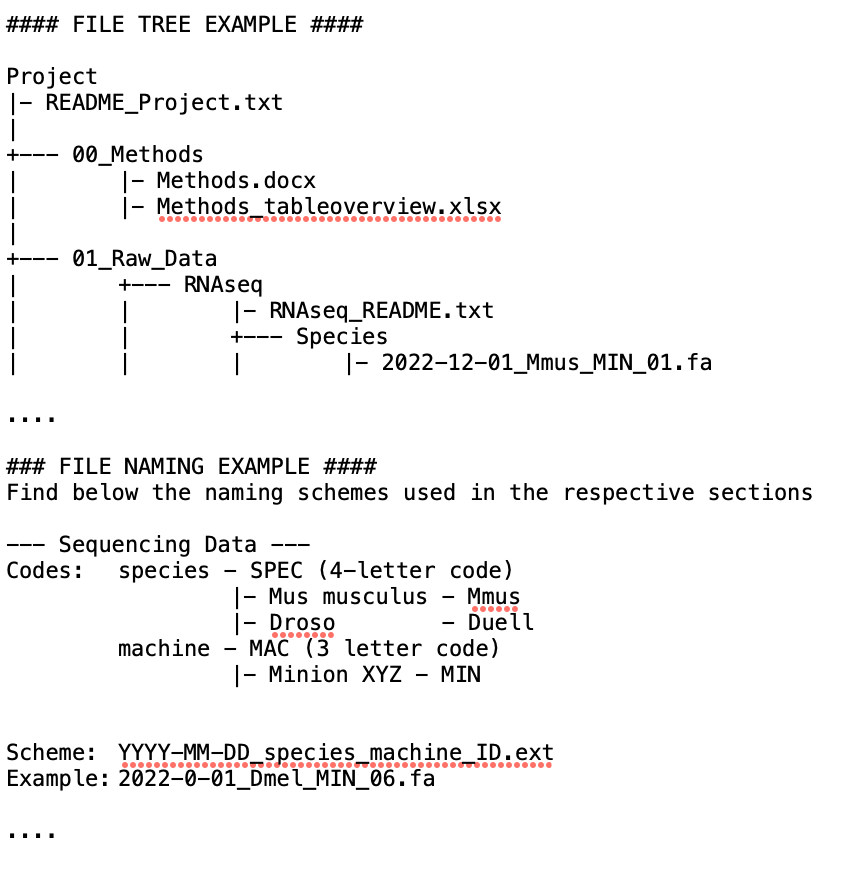 #### FILE TREE EXAMPLE ####
Project
|- README_Project.txt
|
+--- 00_Methods
|       |- Methods.docx
|       |- Methods_tableoverview.xlsx
|
+--- 01_Raw_Data
|       +--- RNAseq
|       |       |- RNAseq_README.txt
|       |       +--- Species
|       |       |       |- 2022-12-01_Mmus_MIN_01.fa
....
### FILE NAMING EXAMPLE ####
Find below the naming schemes used in the respective sections
--- Sequencing Data ---
Codes:  species - SPEC (4-letter code)
                |- Mus musculus - Mmus
                |- Droso        - Duell
        machine - MAC (3 letter code)
                |- Minion XYZ - MIN
Scheme: YYYY-MM-DD_species_machine_ID.ext
Example: 2022-0-01_Dmel_MIN_06.fa
....